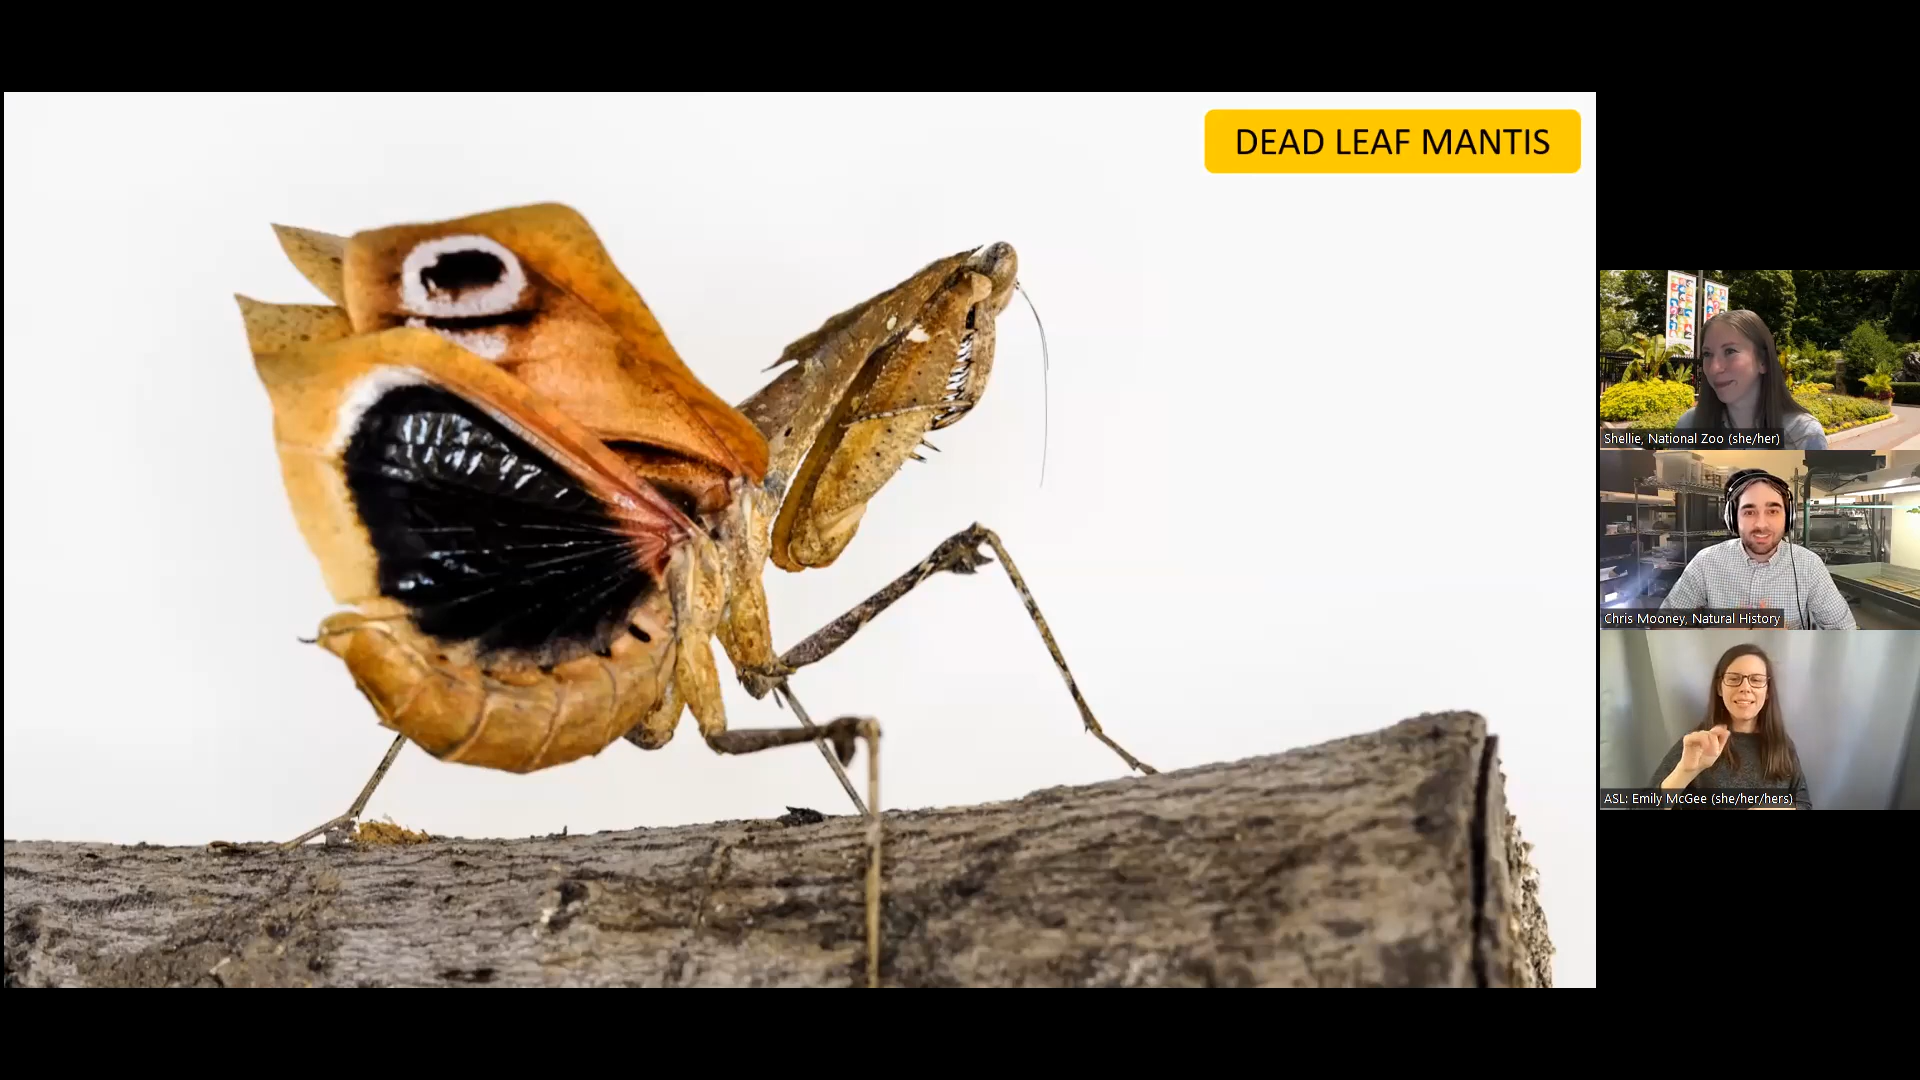 DEAD LEAF MANTIS
Shellie, National Zoo (she/her)
Chris Mooney, Natural History
ASL: Emily McGee (she/her/hers)